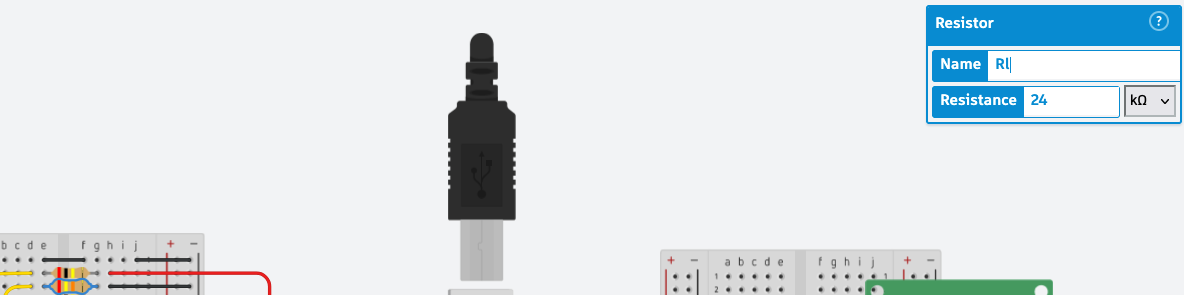 Resistor ?
Name Rl
Resistance 24 kΩ
b c d e f g h i j + −
+ − a b c d e f g h i j + −
1 1
2